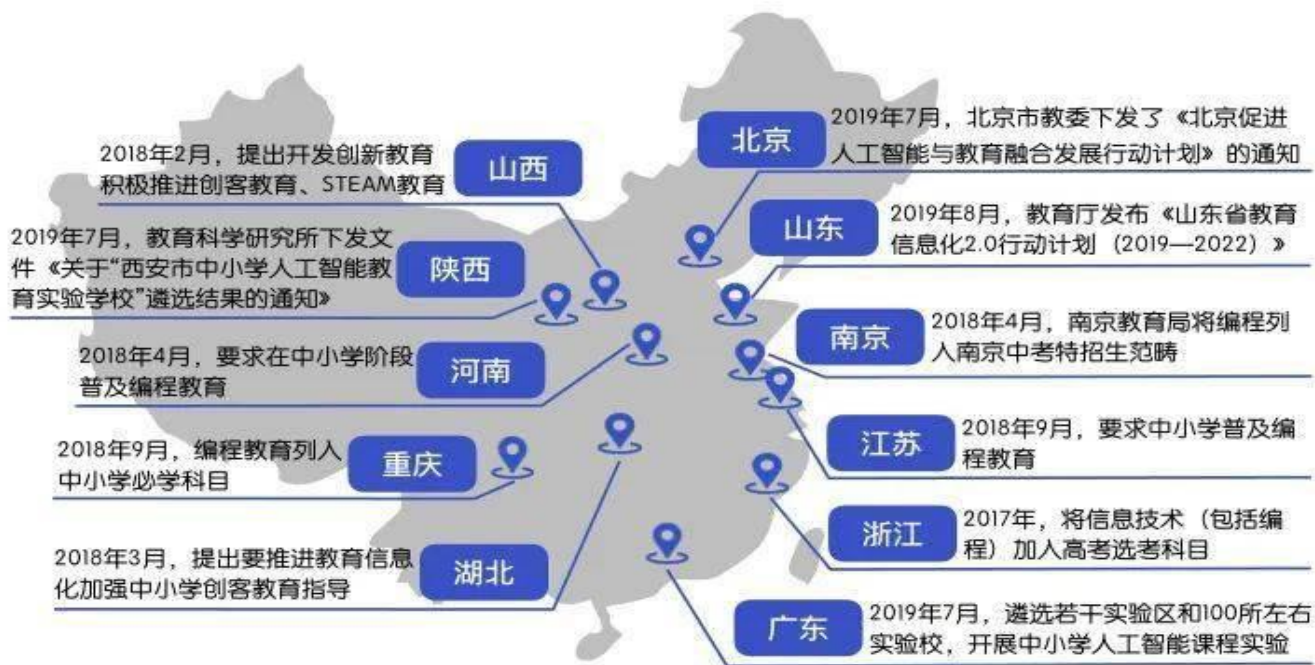 北京
2019年7月，北京市教委下发了《北京促进
人工智能与教育融合发展行动计划》的通知
山西
2018年2月，提出开发创新教育
积极推进创客教育、STEAM教育
山东
2019年8月，教育厅发布《山东省教育
信息化2.0行动计划（2019—2022）》
陕西
2019年7月，教育科学研究所下发文
件《关于“西安市中小学人工智能教
育实验学校”遴选结果的通知》
南京
2018年4月，南京教育局将编程列
入南京中考特招生范畴
河南
2018年4月，要求在中小学阶段
普及编程教育
江苏
2018年9月，要求中小学普及编
程教育
重庆
2018年9月，编程教育列入
中小学必学科目
浙江
2017年，将信息技术（包括编
程）加入高考选考科目
湖北
2018年3月，提出要推进教育信息
化加强中小学创客教育指导
广东
2019年7月，遴选若干实验区和100所左右
实验校，开展中小学人工智能课程实验